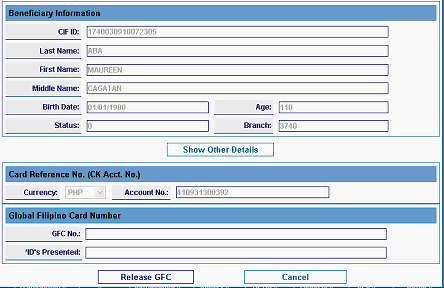 Beneficiary Information
CIF ID: 1740030910072305
Last Name: ABA
First Name: MAUREEN
Middle Name: CAGATAN
Birth Date: 01/01/1900 Age: 110
Status: 0 Branch: 3740
Show Other Details
Card Reference No. (CK Acct. No.)
Currency: PHP Account No.: 410931300392
Global Filipino Card Number
GFC No.:
*ID's Presented:
Release GFC Cancel